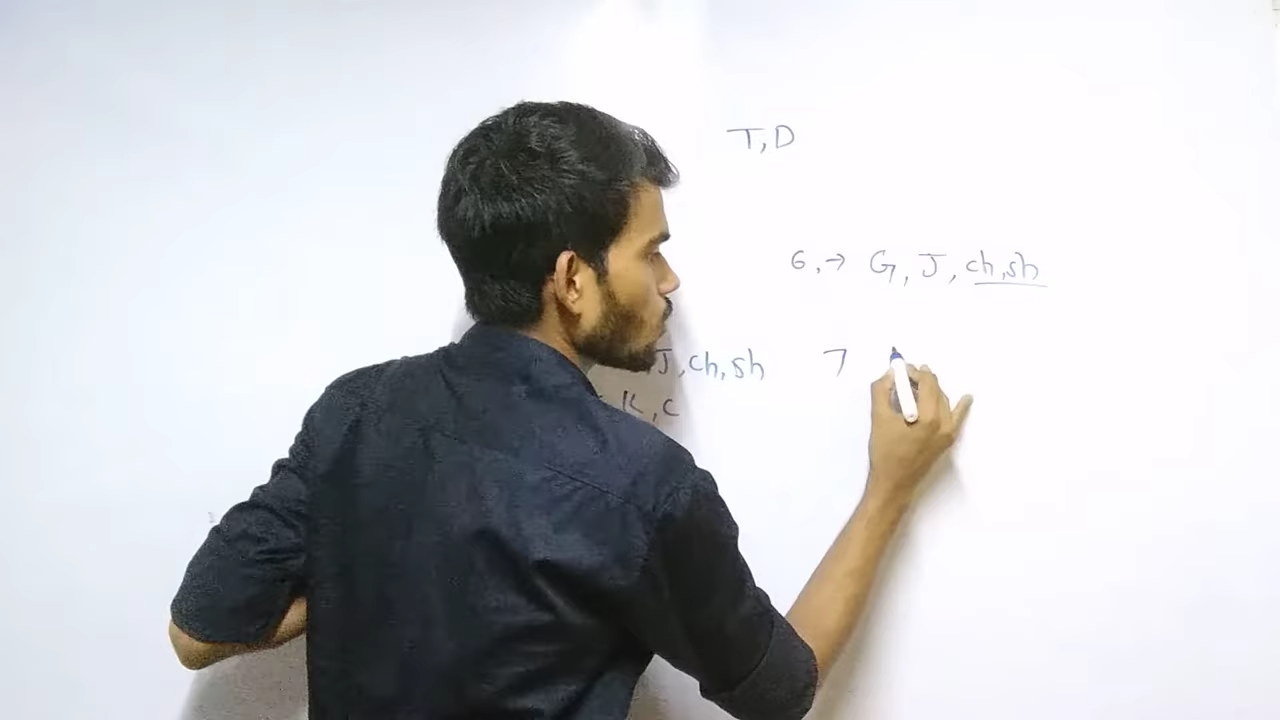 T,D
6,→ G, J, ch,sh
J,ch,sh 7
K,C